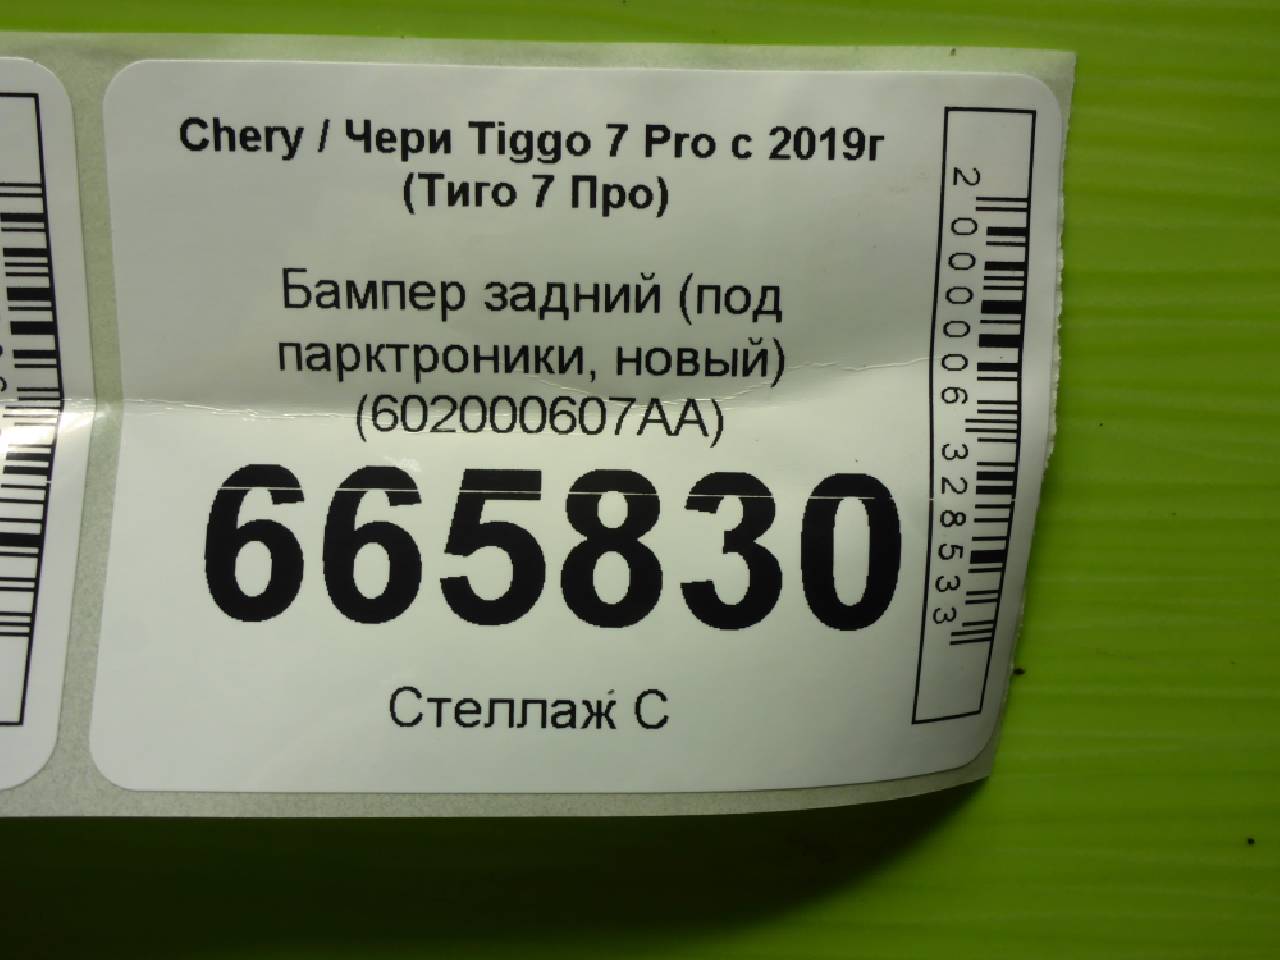 Chery / Чери Tiggo 7 Pro с 2019г
(Тиго 7 Про)
Бампер задний (под
парктроники, новый)
(602000607AA)
665830
Стеллаж С
2000006328533